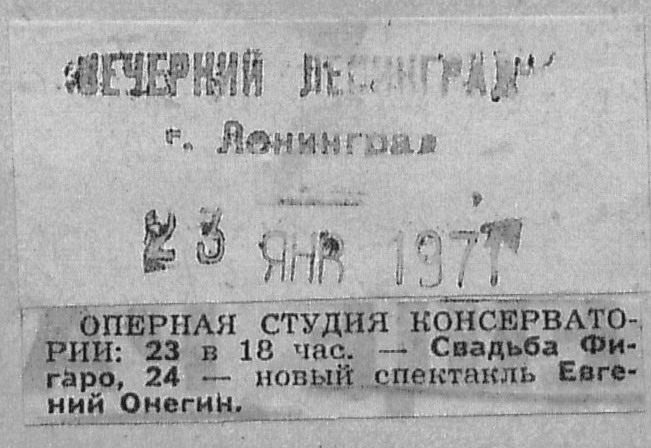 «ВЕЧЕРНИЙ ЛЕНИНГРАД»
г. Ленинград
23 ЯНВ 1977
ОПЕРНАЯ СТУДИЯ КОНСЕРВАТО-
РИИ: 23 в 18 час. — Свадьба Фи-
гаро, 24 — новый спектакль Евге-
ний Онегин.